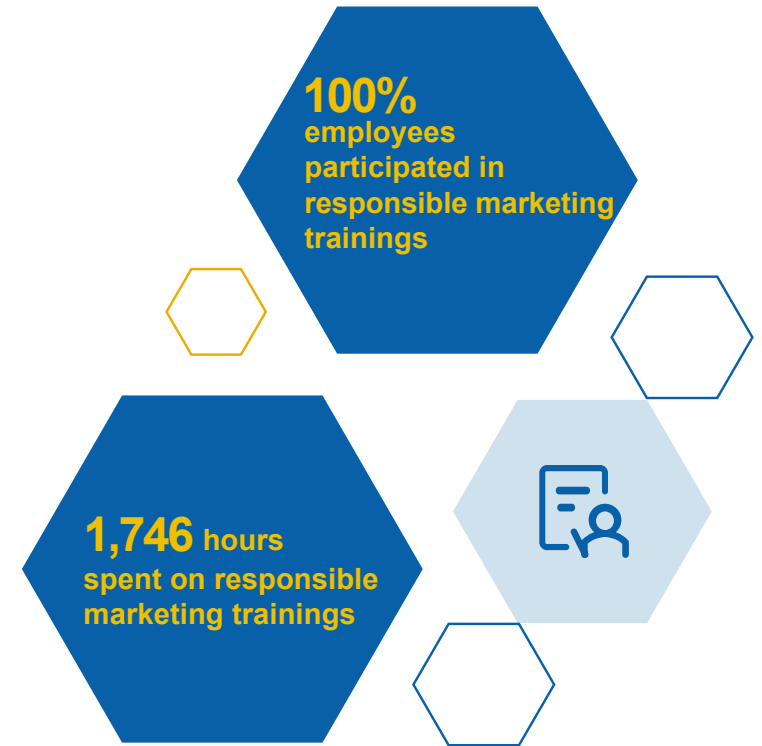 100%
employees
participated in
responsible marketing
trainings
1,746 hours
spent on responsible
marketing trainings